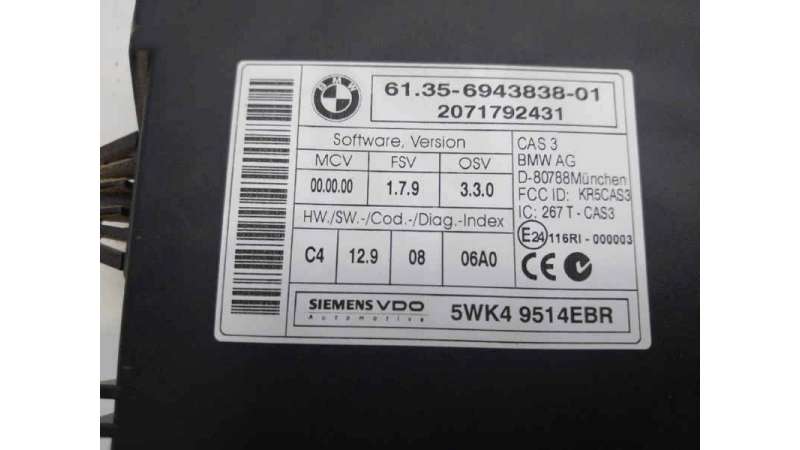 BMW
61.35-6943838-01
2071792431
Software, Version
MCV FSV OSV
00.00.00 1.7.9 3.3.0
HW./SW.-/Cod.-/Diag.-Index
C4 12.9 08 06A0
CAS 3
BMW AG
D-80788München
FCC ID: KR5CAS3
IC: 267 T - CAS3
E24 116RI - 000003
CE
SIEMENS VDO
Automotive
5WK4 9514EBR